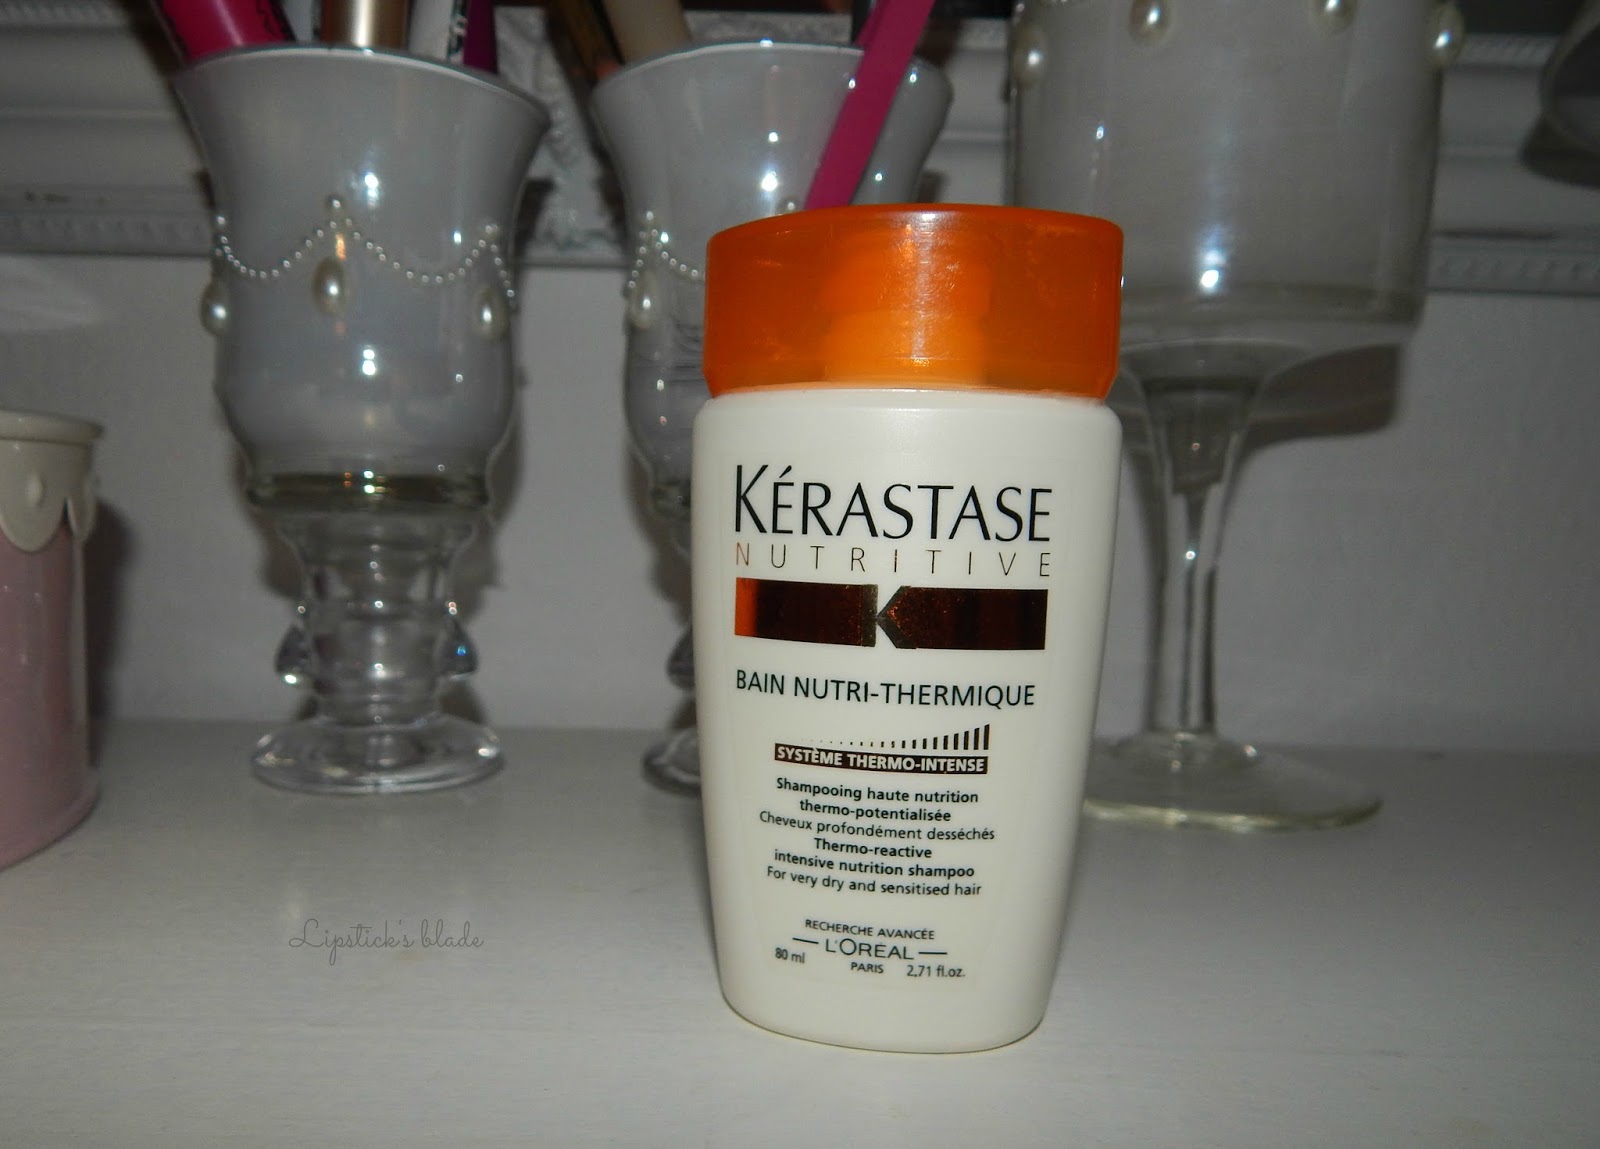 KÉRASTASE
NUTRITIVE
K
BAIN NUTRI-THERMIQUE
SYSTÈME THERMO-INTENSE
Shampooing haute nutrition
thermo-potentialisée
Cheveux profondément desséchés
Thermo-reactive
intensive nutrition shampoo
For very dry and sensitised hair
RECHERCHE AVANCÉE
L'ORÉAL
PARIS
80 ml 2,71 fl.oz.
Lipstick's blade